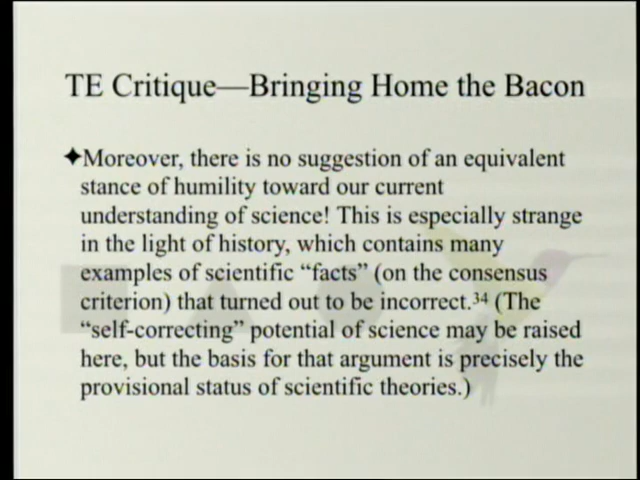 TE Critique—Bringing Home the Bacon
✦Moreover, there is no suggestion of an equivalent
stance of humility toward our current
understanding of science! This is especially strange
in the light of history, which contains many
examples of scientific “facts” (on the consensus
criterion) that turned out to be incorrect.³⁴ (The
“self-correcting” potential of science may be raised
here, but the basis for that argument is precisely the
provisional status of scientific theories.)